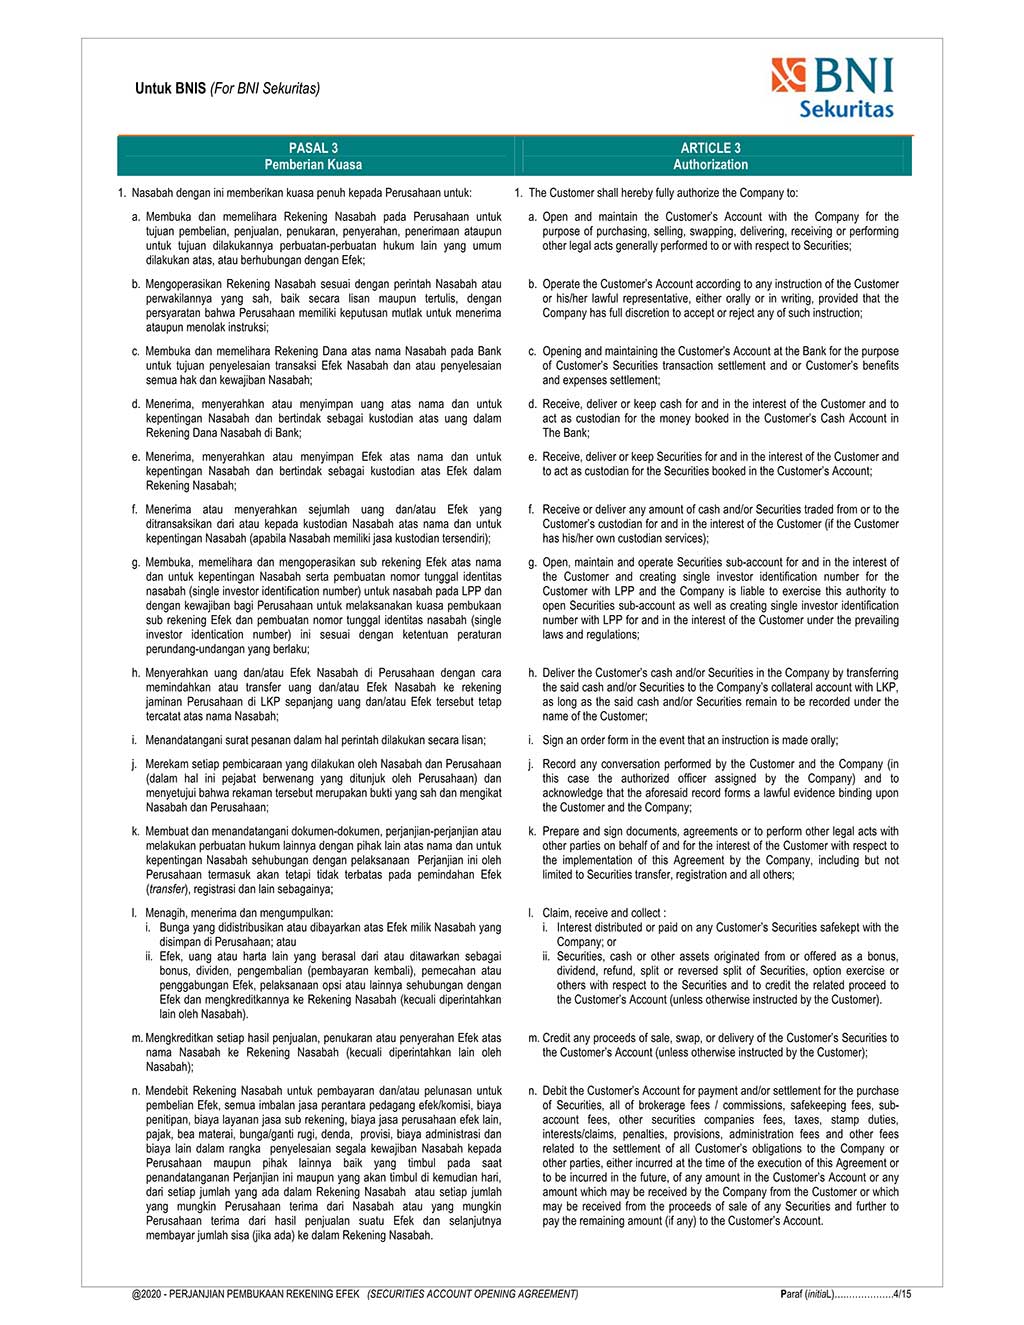 Untuk BNIS (For BNI Sekuritas)
BNI
Sekuritas
PASAL 3
Pemberian Kuasa
1. Nasabah dengan ini memberikan kuasa penuh kepada Perusahaan untuk:
a. Membuka dan memelihara Rekening Nasabah pada Perusahaan untuk
tujuan pembelian, penjualan, penukaran, penyerahan, penerimaan ataupun
untuk tujuan dilakukannya perbuatan-perbuatan hukum lain yang umum
dilakukan atas, atau berhubungan dengan Efek;
b. Mengoperasikan Rekening Nasabah sesuai dengan perintah Nasabah atau
perwakilannya yang sah, baik secara lisan maupun tertulis, dengan
persyaratan bahwa Perusahaan memiliki keputusan mutlak untuk menerima
ataupun menolak instruksi;
c. Membuka dan memelihara Rekening Dana atas nama Nasabah pada Bank
untuk tujuan penyelesaian transaksi Efek Nasabah dan atau penyelesaian
semua hak dan kewajiban Nasabah;
d. Menerima, menyerahkan atau menyimpan uang atas nama dan untuk
kepentingan Nasabah dan bertindak sebagai kustodian atas uang dalam
Rekening Dana Nasabah di Bank;
e. Menerima, menyerahkan atau menyimpan Efek atas nama dan untuk
kepentingan Nasabah dan bertindak sebagai kustodian atas Efek dalam
Rekening Nasabah;
f. Menerima atau menyerahkan sejumlah uang dan/atau Efek yang
ditransaksikan dari atau kepada kustodian Nasabah atas nama dan untuk
kepentingan Nasabah (apabila Nasabah memiliki jasa kustodian tersendiri);
g. Membuka, memelihara dan mengoperasikan sub rekening Efek atas nama
dan untuk kepentingan Nasabah serta pembuatan nomor tunggal identitas
nasabah (single investor identification number) untuk nasabah pada LPP dan
dengan kewajiban bagi Perusahaan untuk melaksanakan kuasa pembukaan
sub rekening Efek dan pembuatan nomor tunggal identitas nasabah (single
investor identication number) ini sesuai dengan ketentuan peraturan
perundang-undangan yang berlaku;
h. Menyerahkan uang dan/atau Efek Nasabah di Perusahaan dengan cara
memindahkan atau transfer uang dan/atau Efek Nasabah ke rekening
jaminan Perusahaan di LKP sepanjang uang dan/atau Efek tersebut tetap
tercatat atas nama Nasabah;
i. Menandatangani surat pesanan dalam hal perintah dilakukan secara lisan;
j. Merekam setiap pembicaraan yang dilakukan oleh Nasabah dan Perusahaan
(dalam hal ini pejabat berwenang yang ditunjuk oleh Perusahaan) dan
menyetujui bahwa rekaman tersebut merupakan bukti yang sah dan mengikat
Nasabah dan Perusahaan;
k. Membuat dan menandatangani dokumen-dokumen, perjanjian-perjanjian atau
melakukan perbuatan hukum lainnya dengan pihak lain atas nama dan untuk
kepentingan Nasabah sehubungan dengan pelaksanaan Perjanjian ini oleh
Perusahaan termasuk akan tetapi tidak terbatas pada pemindahan Efek
(transfer), registrasi dan lain sebagainya;
l. Menagih, menerima dan mengumpulkan:
i. Bunga yang didistribusikan atau dibayarkan atas Efek milik Nasabah yang
disimpan di Perusahaan; atau
ii. Efek, uang atau harta lain yang berasal dari atau ditawarkan sebagai
bonus, dividen, pengembalian (pembayaran kembali), pemecahan atau
penggabungan Efek, pelaksanaan opsi atau lainnya sehubungan dengan
Efek dan mengkreditkannya ke Rekening Nasabah (kecuali diperintahkan
lain oleh Nasabah).
m. Mengkreditkan setiap hasil penjualan, penukaran atau penyerahan Efek atas
nama Nasabah ke Rekening Nasabah (kecuali diperintahkan lain oleh
Nasabah);
n. Mendebit Rekening Nasabah untuk pembayaran dan/atau pelunasan untuk
pembelian Efek, semua imbalan jasa perantara pedagang efek/komisi, biaya
penitipan, biaya layanan jasa sub rekening, biaya jasa perusahaan efek lain,
pajak, bea materai, bunga/ganti rugi, denda, provisi, biaya administrasi dan
biaya lain dalam rangka penyelesaian segala kewajiban Nasabah kepada
Perusahaan maupun pihak lainnya baik yang timbul pada saat
penandatanganan Perjanjian ini maupun yang akan timbul di kemudian hari,
dari setiap jumlah yang ada dalam Rekening Nasabah atau setiap jumlah
yang mungkin Perusahaan terima dari Nasabah atau yang mungkin
Perusahaan terima dari hasil penjualan suatu Efek dan selanjutnya
membayar jumlah sisa (jika ada) ke dalam Rekening Nasabah.
ARTICLE 3
Authorization
1. The Customer shall hereby fully authorize the Company to:
a. Open and maintain the Customer's Account with the Company for the
purpose of purchasing, selling, swapping, delivering, receiving or performing
other legal acts generally performed to or with respect to Securities;
b. Operate the Customer's Account according to any instruction of the Customer
or his/her lawful representative, either orally or in writing, provided that the
Company has full discretion to accept or reject any of such instruction;
c. Opening and maintaining the Customer's Account at the Bank for the purpose
of Customer's Securities transaction settlement and or Customer's benefits
and expenses settlement;
d. Receive, deliver or keep cash for and in the interest of the Customer and to
act as custodian for the money booked in the Customer's Cash Account in
The Bank;
e. Receive, deliver or keep Securities for and in the interest of the Customer and
to act as custodian for the Securities booked in the Customer's Account;
f. Receive or deliver any amount of cash and/or Securities traded from or to the
Customer's custodian for and in the interest of the Customer (if the Customer
has his/her own custodian services);
g. Open, maintain and operate Securities sub-account for and in the interest of
the Customer and creating single investor identification number for the
Customer with LPP and the Company is liable to exercise this authority to
open Securities sub-account as well as creating single investor identification
number with LPP for and in the interest of the Customer under the prevailing
laws and regulations;
h. Deliver the Customer's cash and/or Securities in the Company by transferring
the said cash and/or Securities to the Company's collateral account with LKP,
as long as the said cash and/or Securities remain to be recorded under the
name of the Customer;
i. Sign an order form in the event that an instruction is made orally;
j. Record any conversation performed by the Customer and the Company (in
this case the authorized officer assigned by the Company) and to
acknowledge that the aforesaid record forms a lawful evidence binding upon
the Customer and the Company;
k. Prepare and sign documents, agreements or to perform other legal acts with
other parties on behalf of and for the interest of the Customer with respect to
the implementation of this Agreement by the Company, including but not
limited to Securities transfer, registration and all others;
l. Claim, receive and collect :
i. Interest distributed or paid on any Customer's Securities safekept with the
Company; or
ii. Securities, cash or other assets originated from or offered as a bonus,
dividend, refund, split or reversed split of Securities, option exercise or
others with respect to the Securities and to credit the related proceed to
the Customer's Account (unless otherwise instructed by the Customer).
m. Credit any proceeds of sale, swap, or delivery of the Customer's Securities to
the Customer's Account (unless otherwise instructed by the Customer);
n. Debit the Customer's Account for payment and/or settlement for the purchase
of Securities, all of brokerage fees / commissions, safekeeping fees, sub-
account fees, other securities companies fees, taxes, stamp duties,
interests/claims, penalties, provisions, administration fees and other fees
related to the settlement of all Customer's obligations to the Company or
other parties, either incurred at the time of the execution of this Agreement or
to be incurred in the future, of any amount in the Customer's Account or any
amount which may be received by the Company from the Customer or which
may be received from the proceeds of sale of any Securities and further to
pay the remaining amount (if any) to the Customer's Account.
@2020 - PERJANJIAN PEMBUKAAN REKENING EFEK (SECURITIES ACCOUNT OPENING AGREEMENT)
Paraf (initiaL)...................4/15